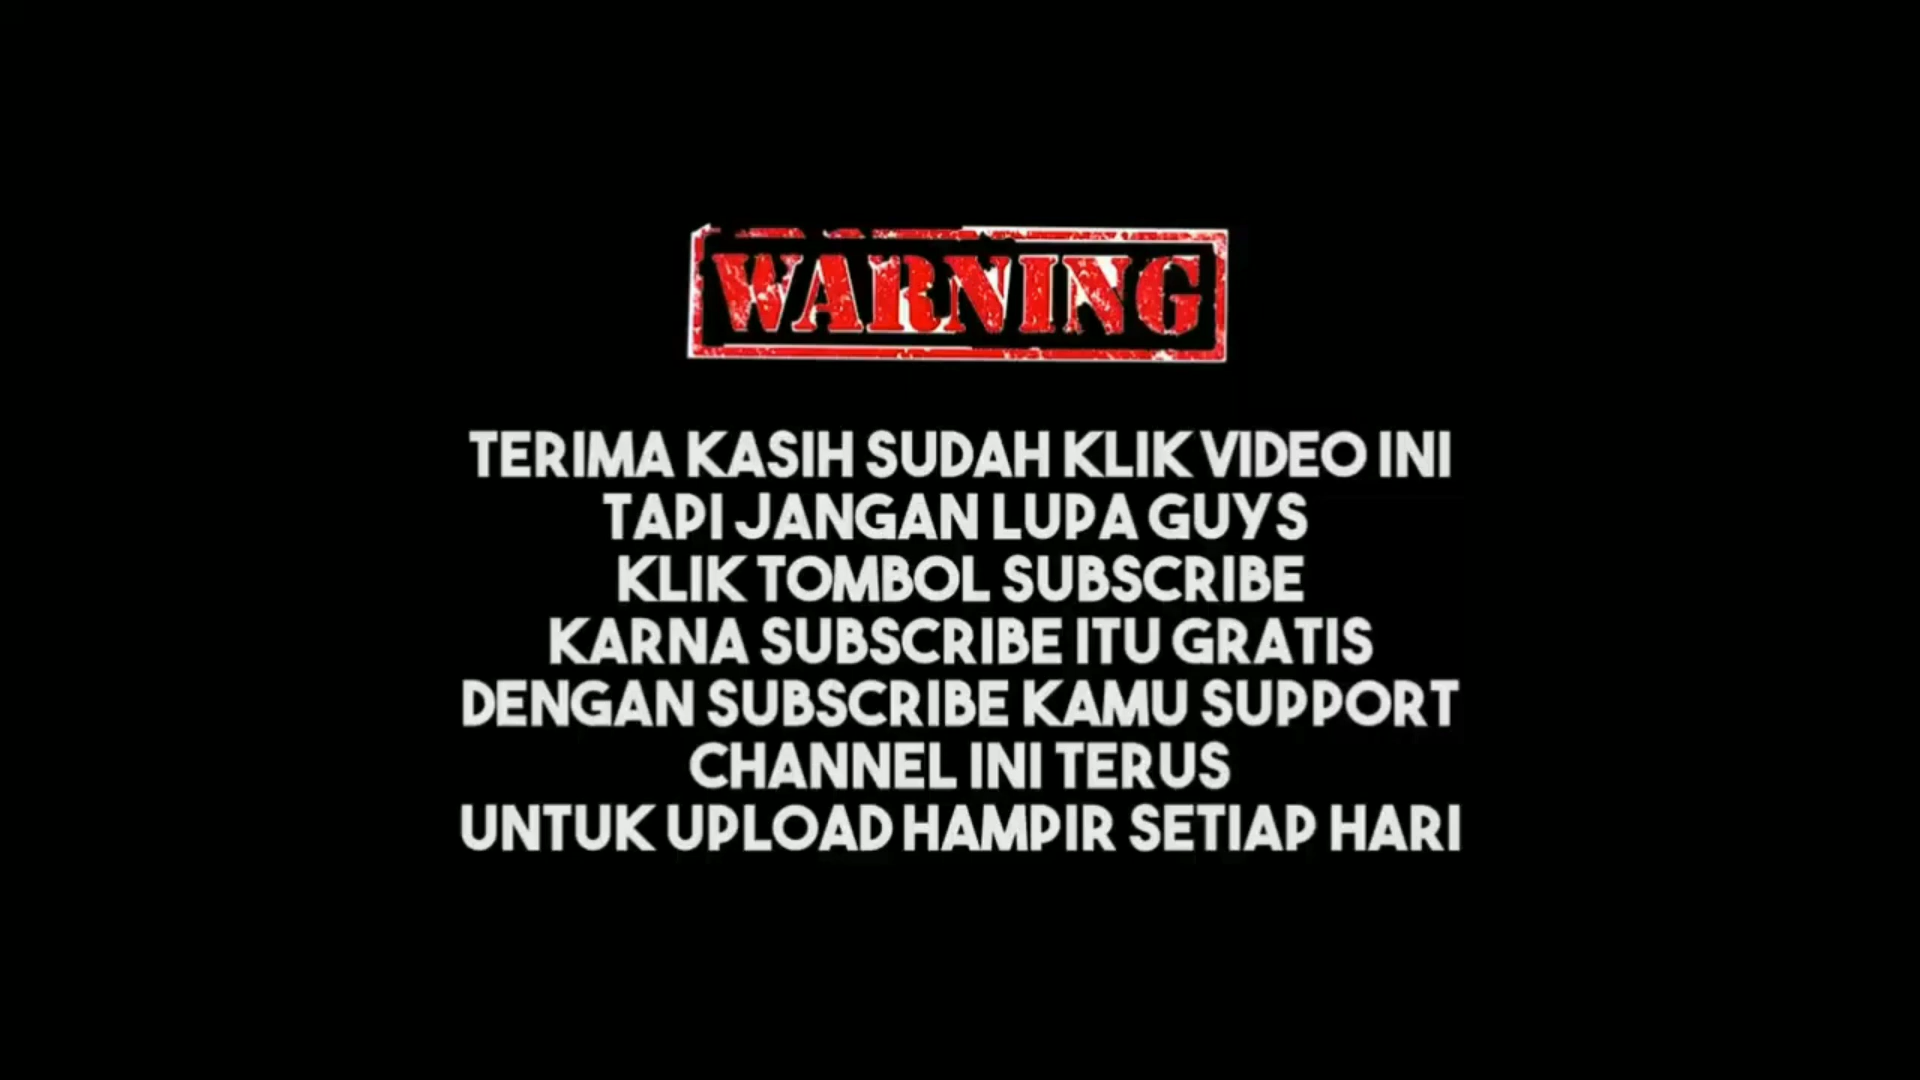 WARNING
TERIMA KASIH SUDAH KLIK VIDEO INI
TAPI JANGAN LUPA GUYS
KLIK TOMBOL SUBSCRIBE
KARNA SUBSCRIBE ITU GRATIS
DENGAN SUBSCRIBE KAMU SUPPORT
CHANNEL INI TERUS
UNTUK UPLOAD HAMPIR SETIAP HARI